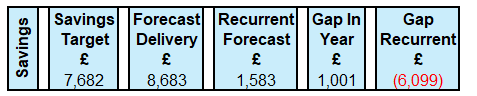 Savings
Savings Forecast Recurrent Gap In Gap
Target Delivery Forecast Year Recurrent
£ £ £ £ £
7,682 8,683 1,583 1,001 (6,099)